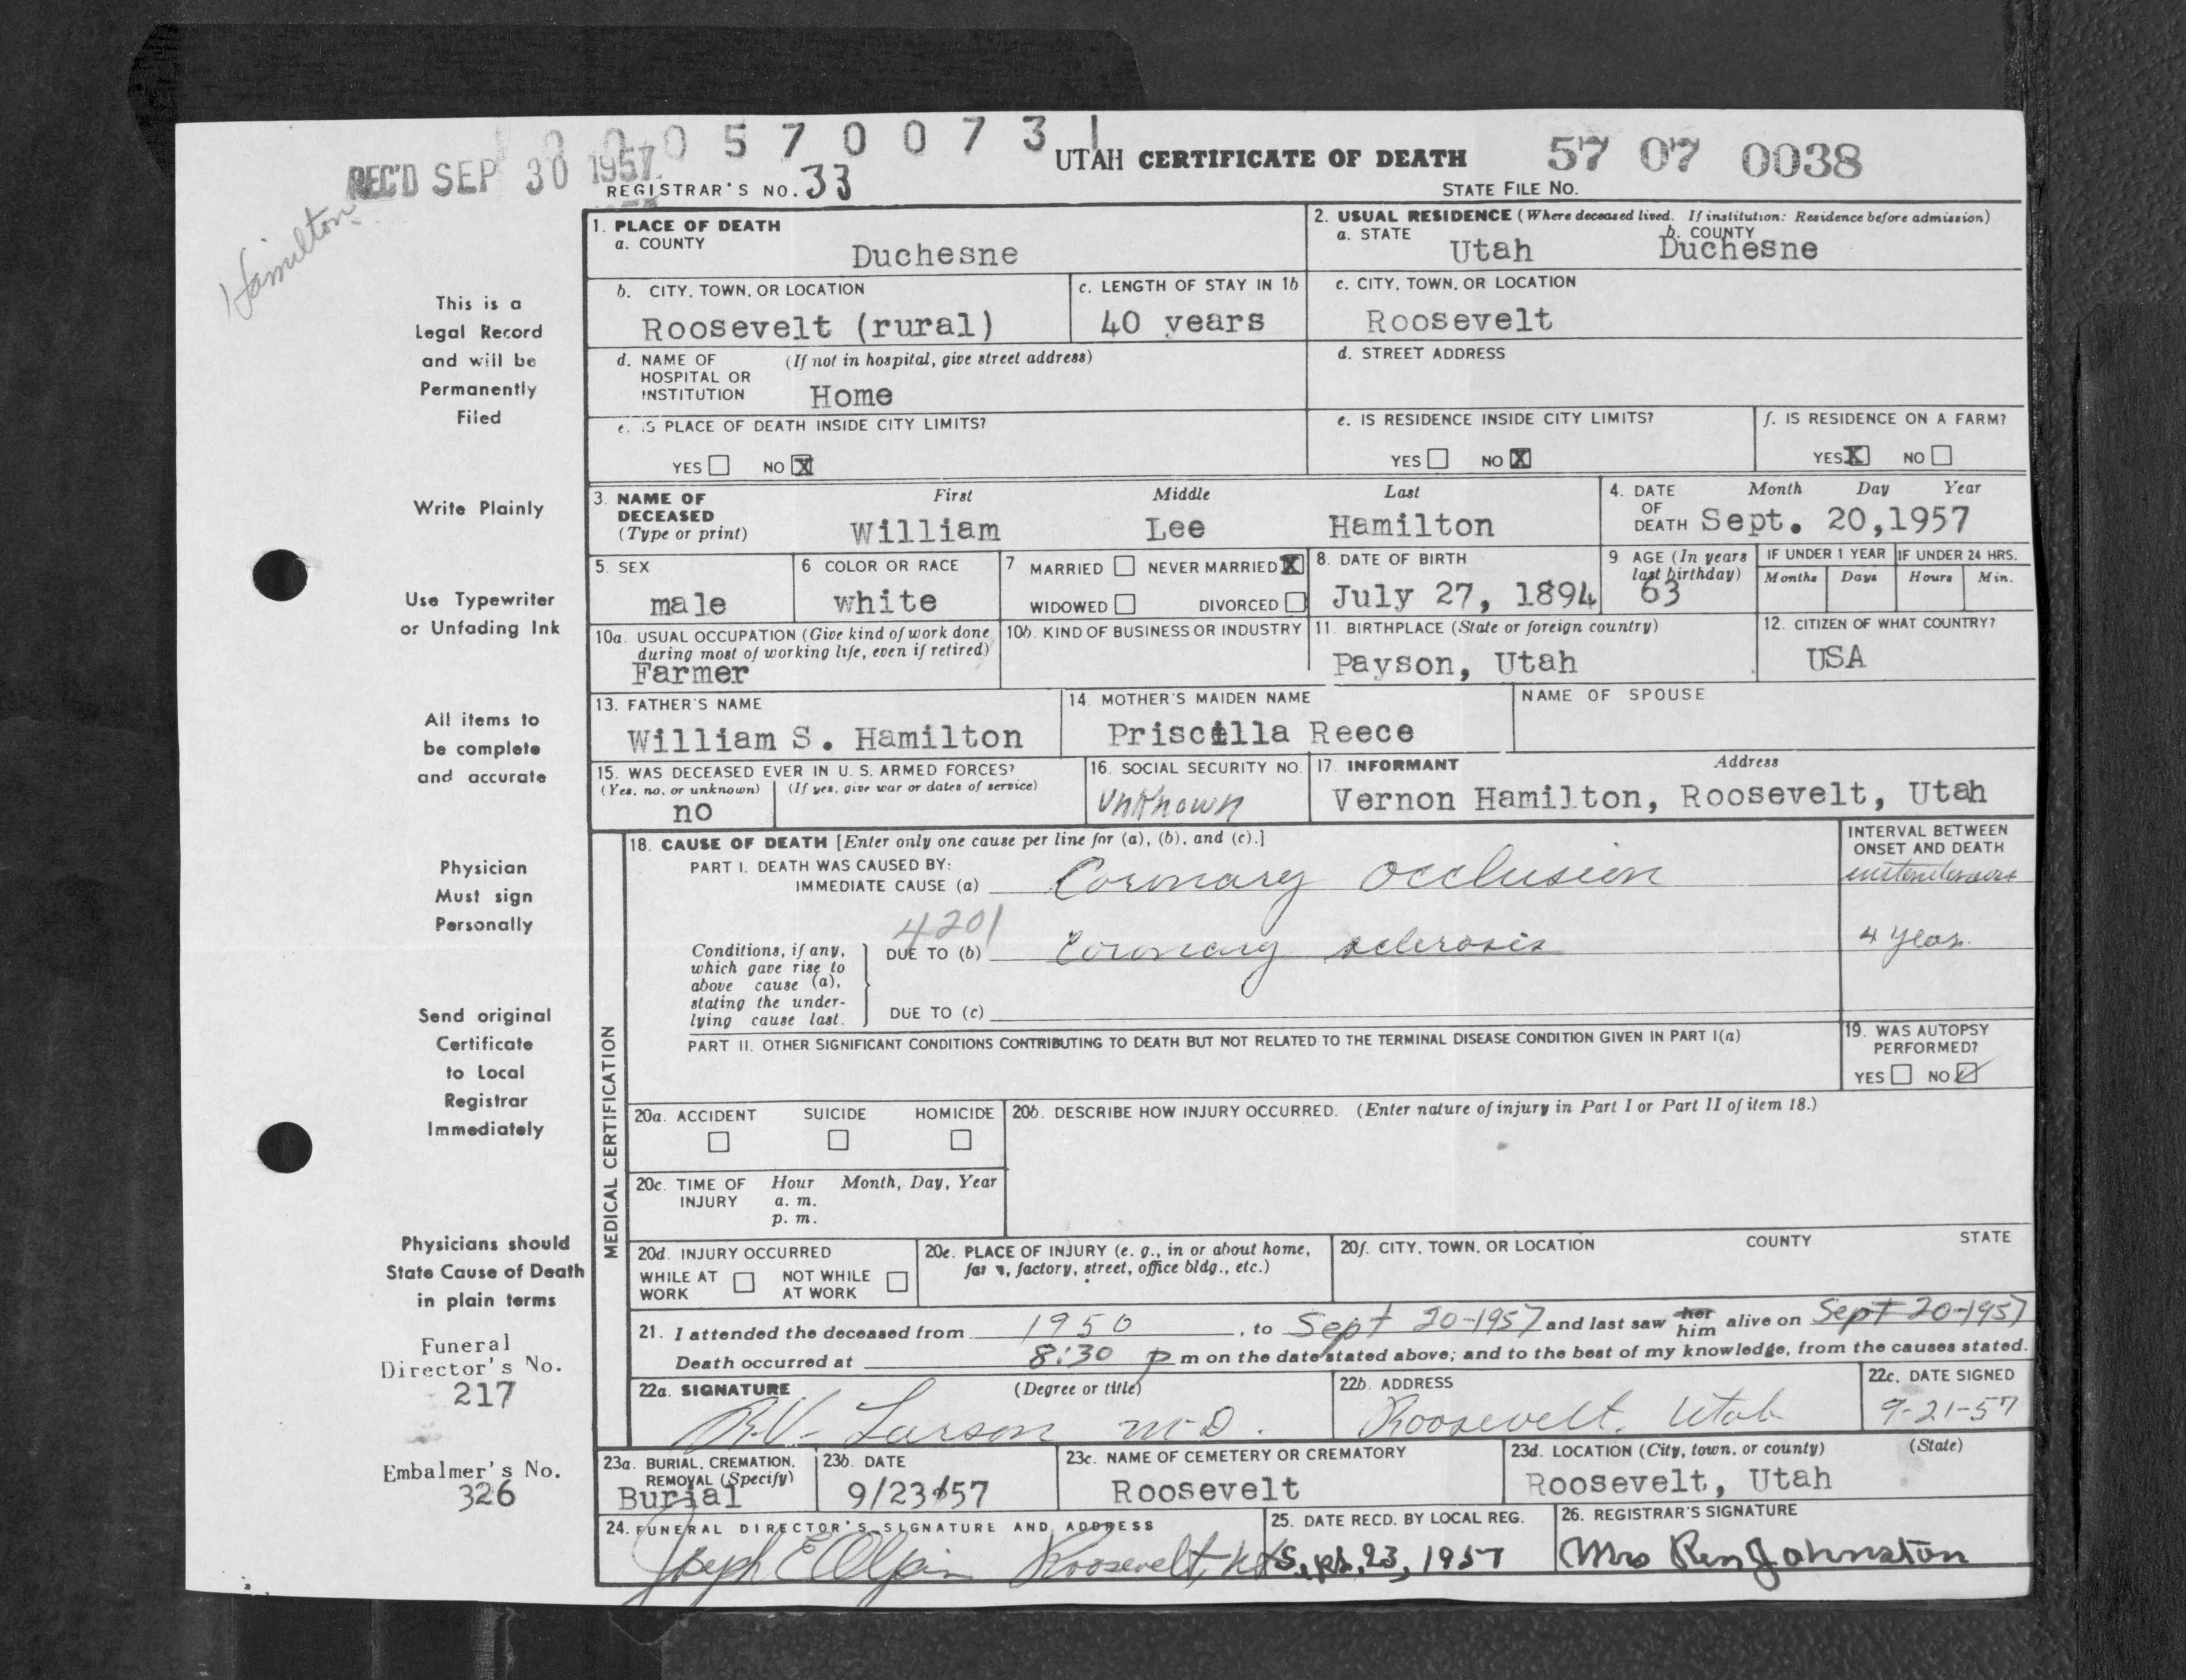 0 0 5 7 0 0 7 3 1
REC'D SEP 30 1957
UTAH CERTIFICATE OF DEATH
57 07 0038
REGISTRAR'S NO. 33
STATE FILE NO.
Hamilton
This is a
Legal Record
and will be
Permanently
Filed
Write Plainly
Use Typewriter
or Unfading Ink
All items to
be complete
and accurate
Physician
Must sign
Personally
Send original
Certificate
to Local
Registrar
Immediately
Physicians should
State Cause of Death
in plain terms
Funeral
Director's No.
217
Embalmer's No.
326
1. PLACE OF DEATH
a. COUNTY
Duchesne
2. USUAL RESIDENCE (Where deceased lived. If institution: Residence before admission)
a. STATE
Utah
b. COUNTY
Duchesne
b. CITY, TOWN, OR LOCATION
Roosevelt (rural)
c. LENGTH OF STAY IN 1b
40 years
c. CITY, TOWN, OR LOCATION
Roosevelt
d. NAME OF (If not in hospital, give street address)
HOSPITAL OR
INSTITUTION Home
d. STREET ADDRESS
e. IS PLACE OF DEATH INSIDE CITY LIMITS?
YES NO X
e. IS RESIDENCE INSIDE CITY LIMITS?
YES NO X
f. IS RESIDENCE ON A FARM?
YES X NO
3. NAME OF
DECEASED
(Type or print)
First Middle Last
William Lee Hamilton
4. DATE
OF
DEATH
Month Day Year
Sept. 20,1957
5. SEX
male
6 COLOR OR RACE
white
7 MARRIED NEVER MARRIED X
WIDOWED DIVORCED
8. DATE OF BIRTH
July 27, 1894
9 AGE (In years
last birthday)
63
IF UNDER 1 YEAR
Months Days
IF UNDER 24 HRS.
Hours Min.
10a. USUAL OCCUPATION (Give kind of work done
during most of working life, even if retired)
Farmer
10b. KIND OF BUSINESS OR INDUSTRY
11. BIRTHPLACE (State or foreign country)
Payson, Utah
12. CITIZEN OF WHAT COUNTRY?
USA
13. FATHER'S NAME
William S. Hamilton
14. MOTHER'S MAIDEN NAME
Priscilla Reece
NAME OF SPOUSE
15. WAS DECEASED EVER IN U. S. ARMED FORCES?
(Yes, no, or unknown) (If yes, give war or dates of service)
no
16. SOCIAL SECURITY NO.
Unknown
17. INFORMANT Address
Vernon Hamilton, Roosevelt, Utah
MEDICAL CERTIFICATION
18. CAUSE OF DEATH [Enter only one cause per line for (a), (b), and (c).]
PART I. DEATH WAS CAUSED BY:
IMMEDIATE CAUSE (a) Coronary Occlusion
INTERVAL BETWEEN
ONSET AND DEATH
4201
Conditions, if any,
which gave rise to
above cause (a),
stating the under-
lying cause last.
DUE TO (b) Coronary sclerosis
4 years
DUE TO (c)
PART II. OTHER SIGNIFICANT CONDITIONS CONTRIBUTING TO DEATH BUT NOT RELATED TO THE TERMINAL DISEASE CONDITION GIVEN IN PART I(a)
19. WAS AUTOPSY
PERFORMED?
YES NO
20a. ACCIDENT SUICIDE HOMICIDE
20b. DESCRIBE HOW INJURY OCCURRED. (Enter nature of injury in Part I or Part II of item 18.)
20c. TIME OF Hour Month, Day, Year
INJURY a. m.
p. m.
20d. INJURY OCCURRED
WHILE AT NOT WHILE
WORK AT WORK
20e. PLACE OF INJURY (e. g., in or about home,
farm, factory, street, office bldg., etc.)
20f. CITY, TOWN, OR LOCATION COUNTY STATE
21. I attended the deceased from 1950, to Sept 20-1957 and last saw her him alive on Sept 20-1957
Death occurred at 8:30 p m on the date stated above; and to the best of my knowledge, from the causes stated.
22a. SIGNATURE (Degree or title)
R.V. Larson M.D.
22b. ADDRESS
Roosevelt, Utah
22c. DATE SIGNED
9-21-57
23a. BURIAL, CREMATION,
REMOVAL (Specify)
Burial
23b. DATE
9/23/57
23c. NAME OF CEMETERY OR CREMATORY
Roosevelt
23d. LOCATION (City, town, or county) (State)
Roosevelt, Utah
24. FUNERAL DIRECTOR'S SIGNATURE AND ADDRESS
Joseph E Olpin Roosevelt, Ut
25. DATE RECD. BY LOCAL REG.
Sept. 23, 1957
26. REGISTRAR'S SIGNATURE
Mrs Johnston